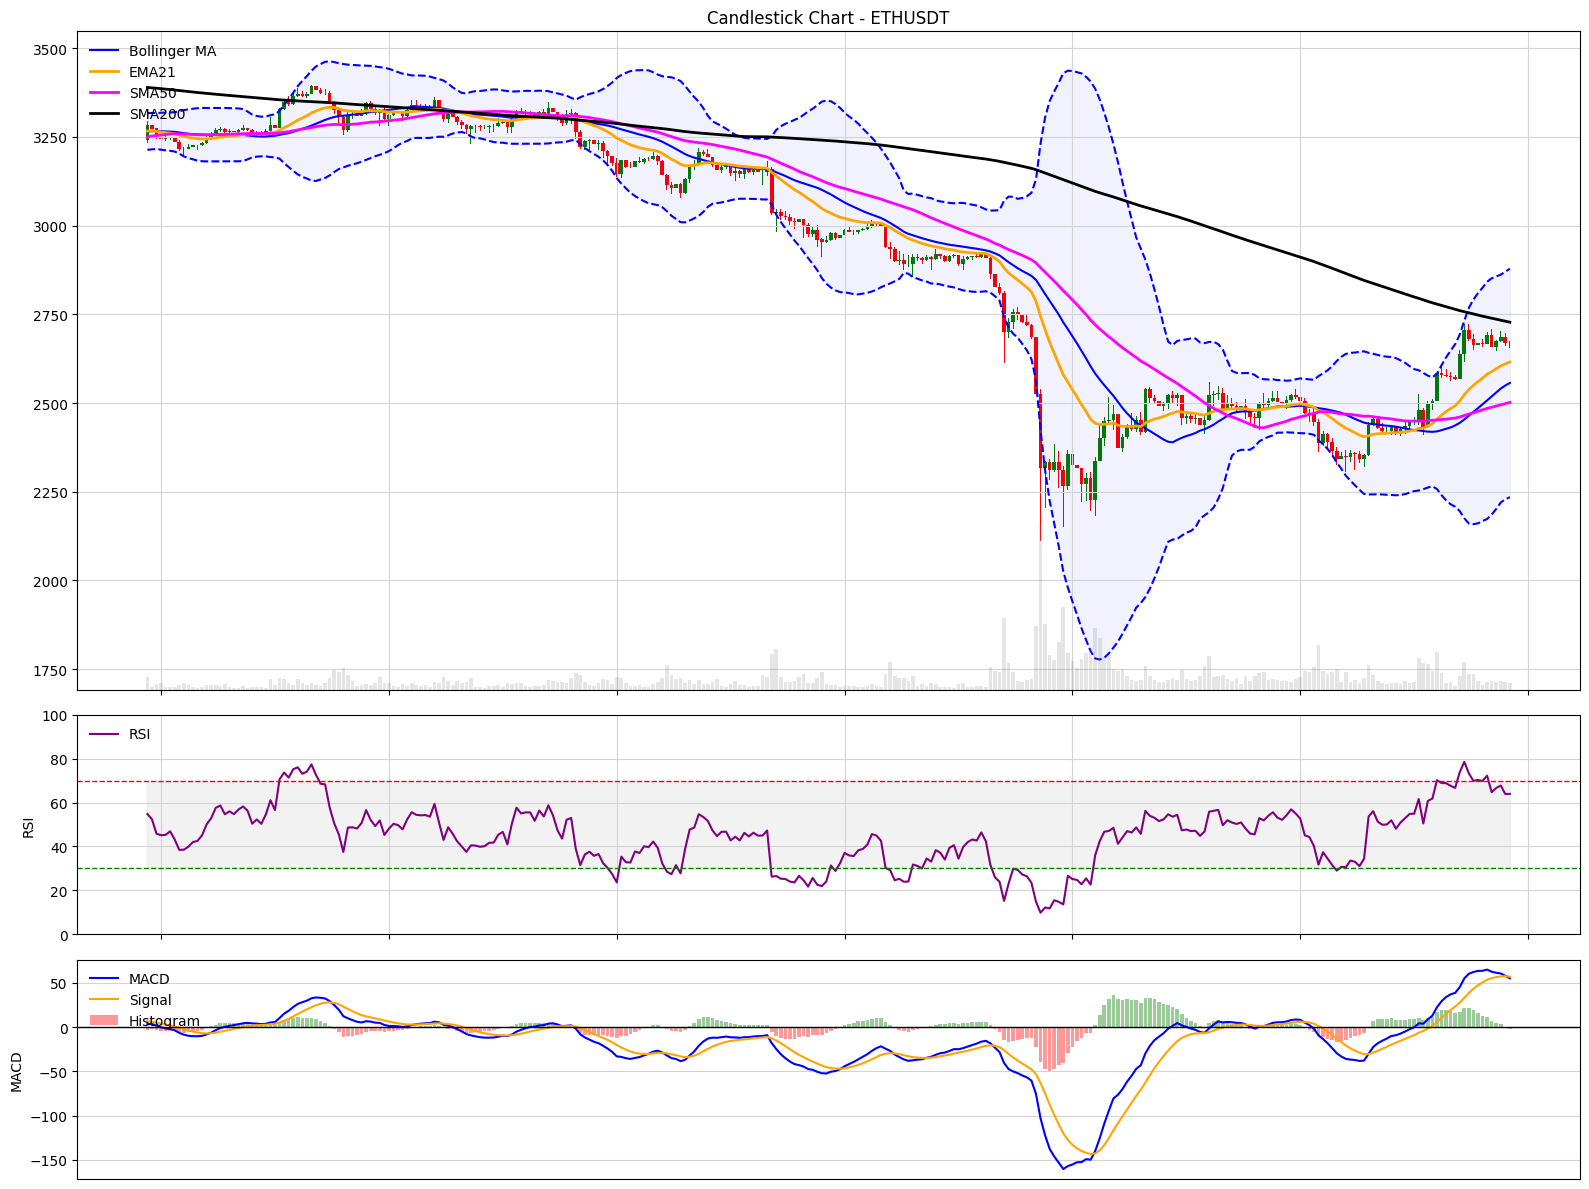 Candlestick Chart - ETHUSDT
Bollinger MA
EMA21
SMA50
SMA200
3500
3250
3000
2750
2500
2250
2000
1750
RSI
RSI
100
80
60
40
20
0
MACD
Signal
Histogram
MACD
50
0
−50
−100
−150